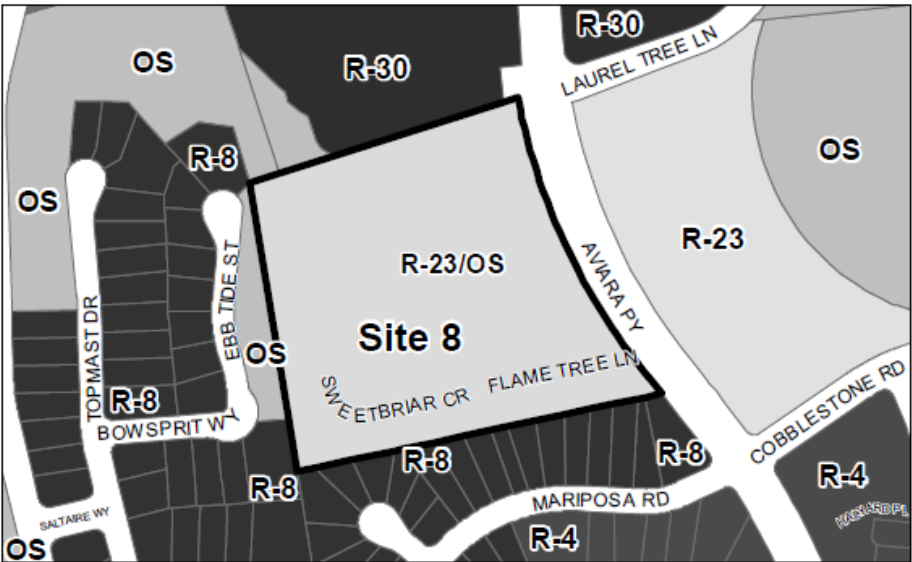 R-30
LAUREL TREE LN
OS
R-30
OS
R-8
OS
R-23
R-23/OS
AVIARA PY
EBB TIDE ST
TOPMAST DR
Site 8
OS
SWEETBRIAR CR
FLAME TREE LN
R-8
BOWSPRIT WY
COBBLESTONE RD
R-8
R-8
R-8
R-4
MARIPOSA RD
HARVARD PL
SALTAIRE WY
R-4
OS